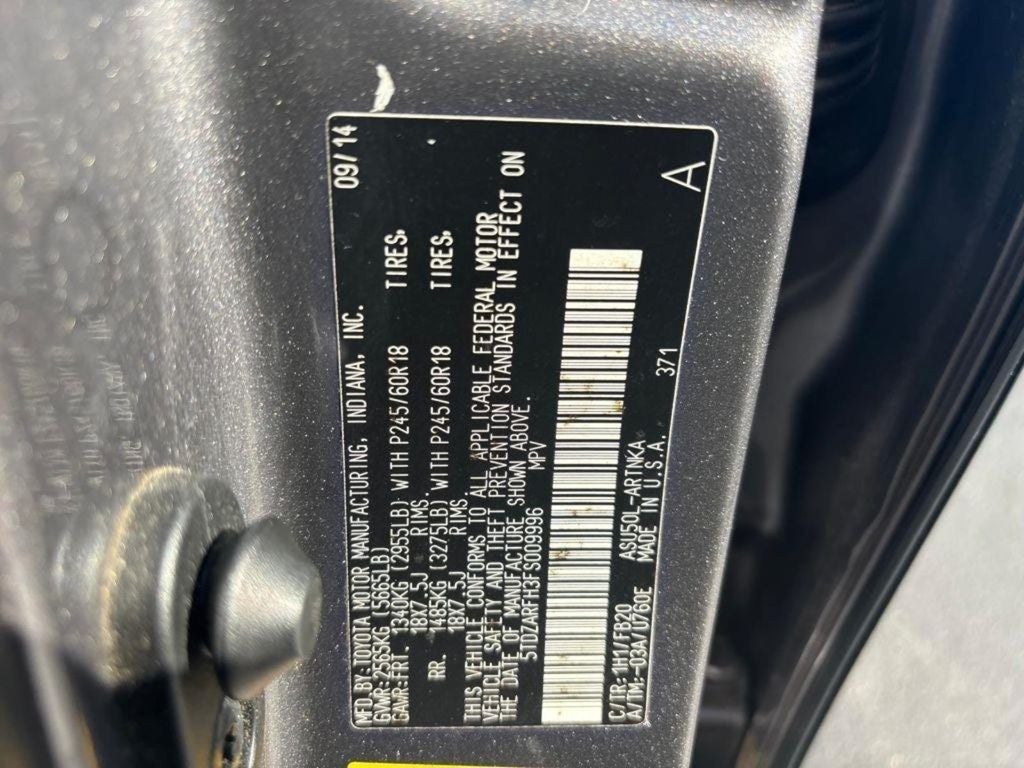 MFD. BY: TOYOTA MOTOR MANUFACTURING, INDIANA, INC. 09/14
GVWR: 2565KG (5665LB)
GAWR: FRT. 1340KG (2955LB) WITH P245/60R18 TIRES,
18X7.5J RIMS.
RR. 1485KG (3275LB) WITH P245/60R18 TIRES,
18X7.5J RIMS
THIS VEHICLE CONFORMS TO ALL APPLICABLE FEDERAL MOTOR
VEHICLE SAFETY AND THEFT PREVENTION STANDARDS IN EFFECT ON
THE DATE OF MANUFACTURE SHOWN ABOVE.
5TDZARFH3FS009996 MPV
C/TR: 1H1/FB20 ASU50L-ARTNKA 371
A/TM: -03A/U760E MADE IN U.S.A. A